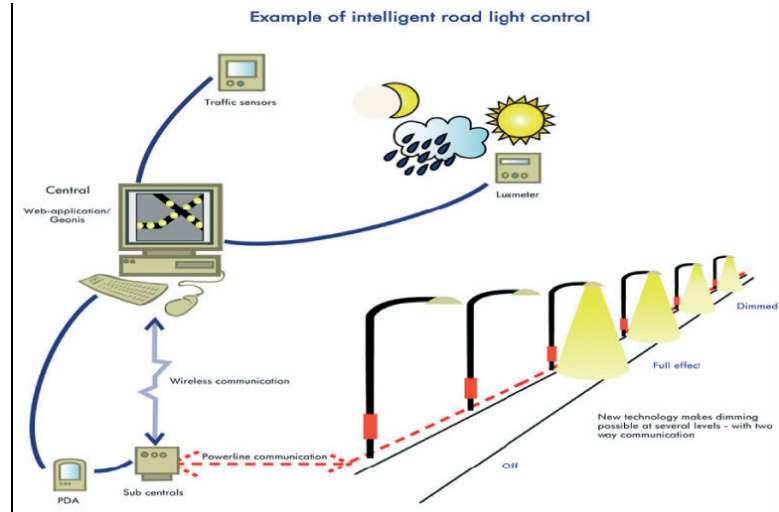 Example of intelligent road light control
Traffic sensors
Central
Web-application/
Geonis
Luxmeter
Dimmed
Full effect
Wireless communication
New technology makes dimming
possible at several levels - with two
way communication
Powerline communication
Off
PDA
Sub centrals